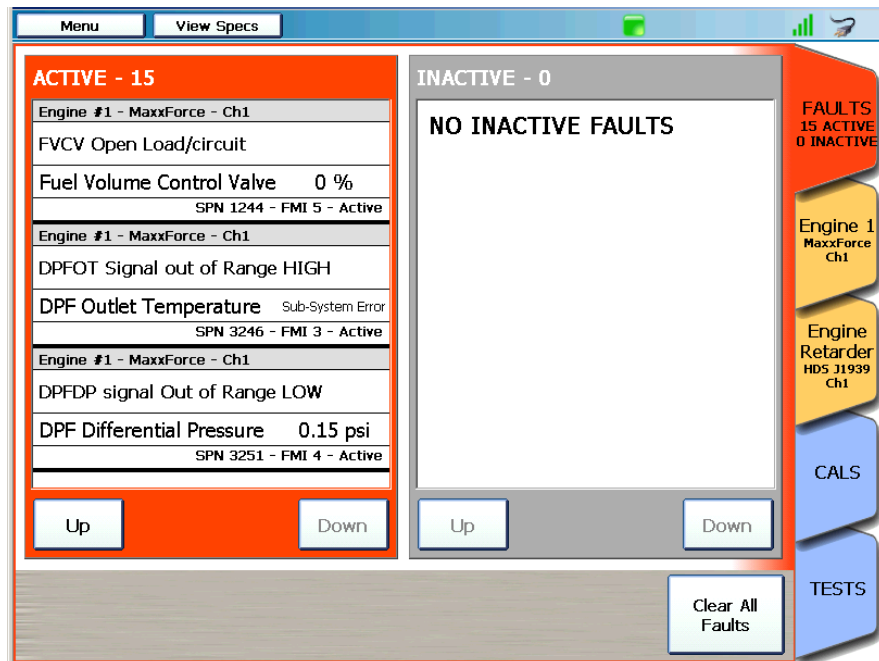 Menu
View Specs
ACTIVE - 15
Engine #1 - MaxxForce - Ch1
FVCV Open Load/circuit
Fuel Volume Control Valve 0 %
SPN 1244 - FMI 5 - Active
Engine #1 - MaxxForce - Ch1
DPFOT Signal out of Range HIGH
DPF Outlet Temperature Sub-System Error
SPN 3246 - FMI 3 - Active
Engine #1 - MaxxForce - Ch1
DPFDP signal Out of Range LOW
DPF Differential Pressure 0.15 psi
SPN 3251 - FMI 4 - Active
Up
Down
INACTIVE - 0
NO INACTIVE FAULTS
Up
Down
Clear All
Faults
FAULTS
15 ACTIVE
0 INACTIVE
Engine 1
MaxxForce
Ch1
Engine
Retarder
HDS J1939
Ch1
CALS
TESTS